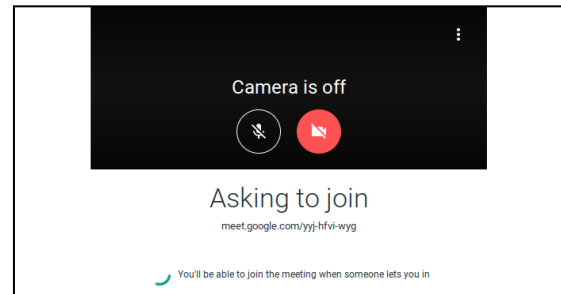 Camera is off
Asking to join
meet.google.com/yyj-hfvi-wyg
You'll be able to join the meeting when someone lets you in